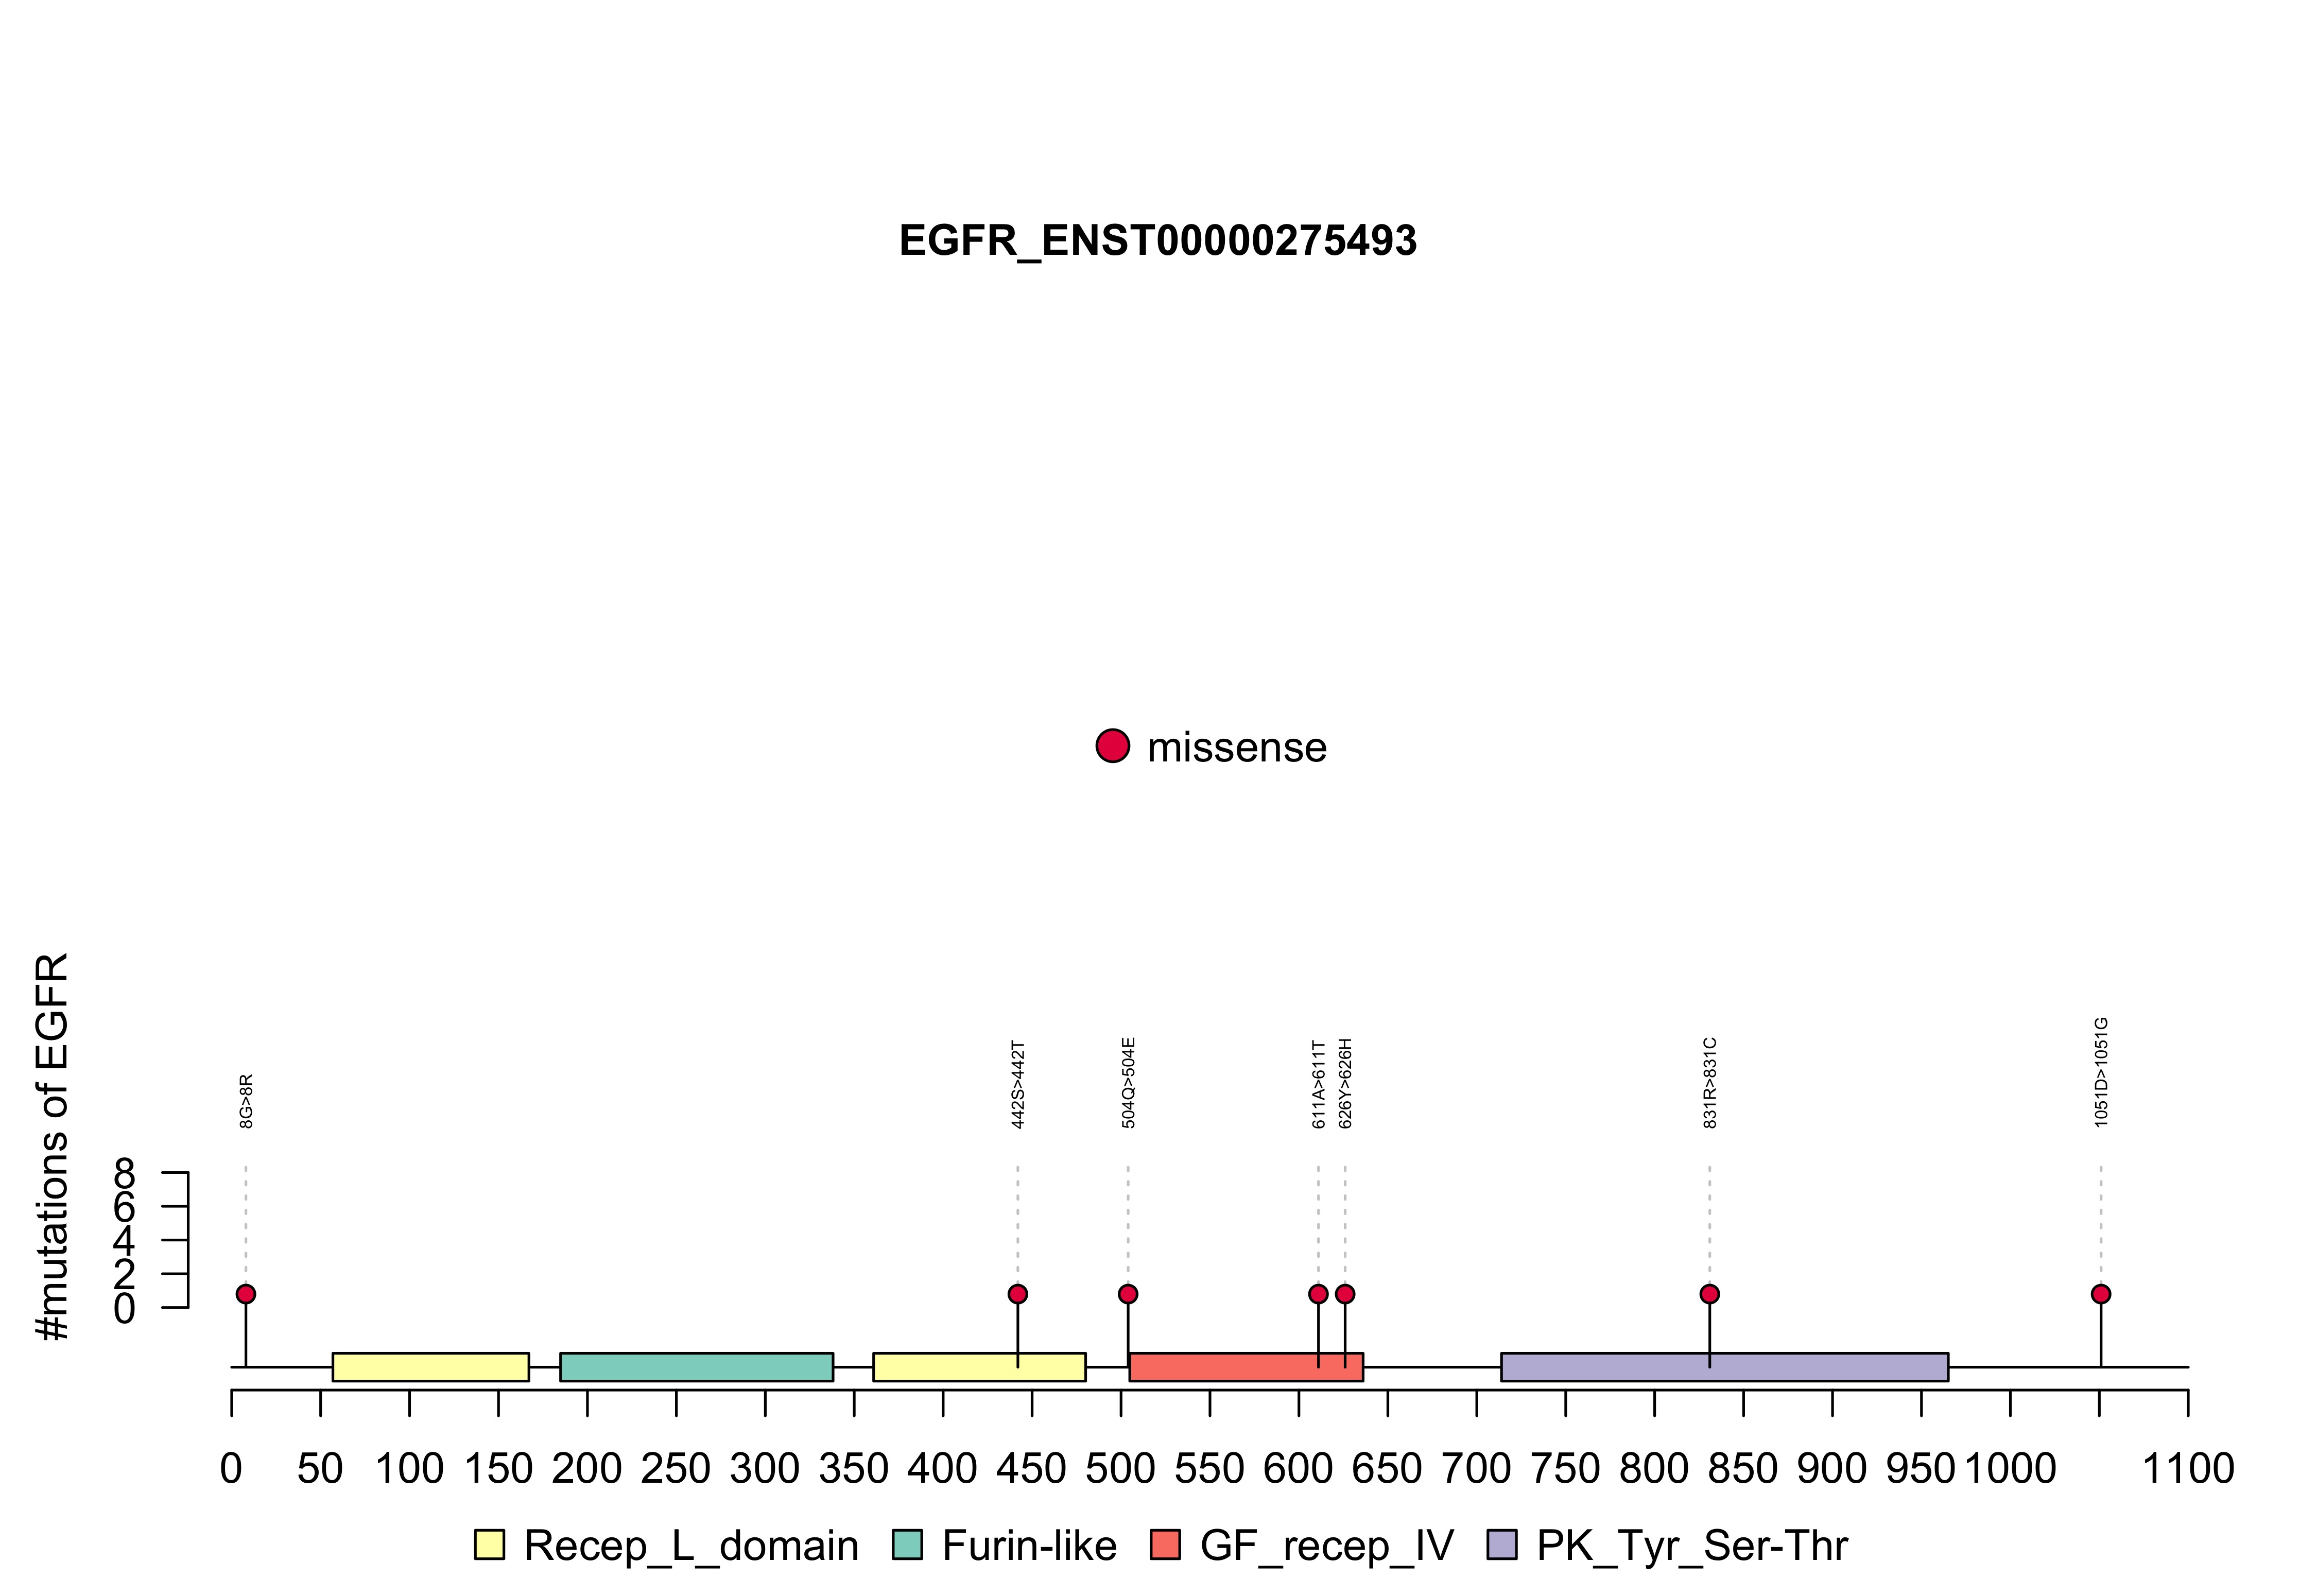 EGFR_ENST00000275493
missense
#mutations of EGFR
8G>8R
442S>442T
504Q>504E
611A>611T
626Y>626H
831R>831C
1051D>1051G
8
6
4
2
0
0 50 100 150 200 250 300 350 400 450 500 550 600 650 700 750 800 850 900 950 1000 1100
Recep_L_domain Furin-like GF_recep_IV PK_Tyr_Ser-Thr